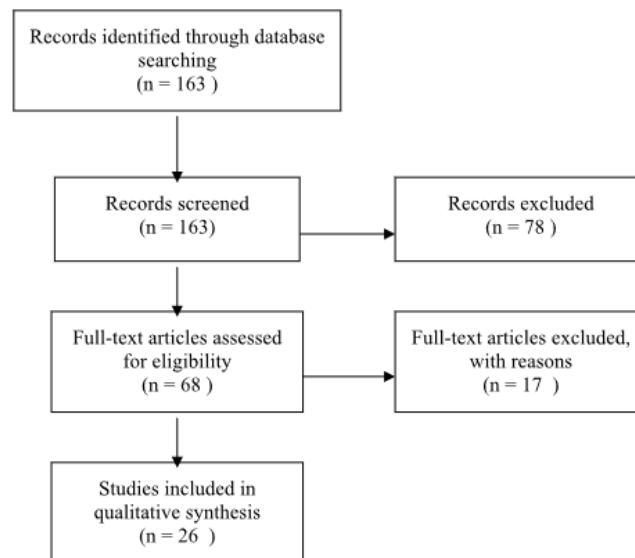 Records identified through database
searching
(n = 163 )
Records screened
(n = 163)
Records excluded
(n = 78 )
Full-text articles assessed
for eligibility
(n = 68 )
Full-text articles excluded,
with reasons
(n = 17 )
Studies included in
qualitative synthesis
(n = 26 )